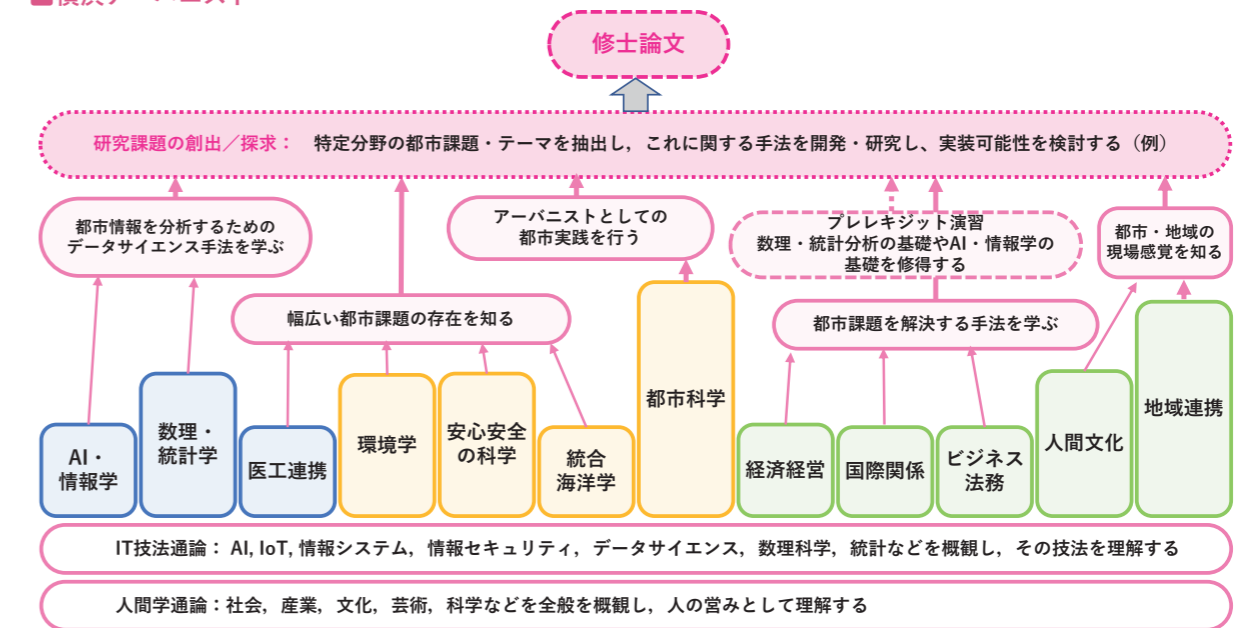 修士論文
研究課題の創出／探求： 特定分野の都市課題・テーマを抽出し，これに関する手法を開発・研究し、実装可能性を検討する（例）
都市情報を分析するための
データサイエンス手法を学ぶ
アーバニストとしての
都市実践を行う
プレレキジット演習
数理・統計分析の基礎やAI・情報学の
基礎を修得する
都市・地域の
現場感覚を知る
幅広い都市課題の存在を知る
都市課題を解決する手法を学ぶ
AI・
情報学
数理・
統計学
医工連携
環境学
安心安全
の科学
統合
海洋学
都市科学
経済経営
国際関係
ビジネス
法務
人間文化
地域連携
IT技法通論： AI, IoT, 情報システム，情報セキュリティ，データサイエンス，数理科学，統計などを概観し，その技法を理解する
人間学通論：社会，産業，文化，芸術，科学などを全般を概観し，人の営みとして理解する